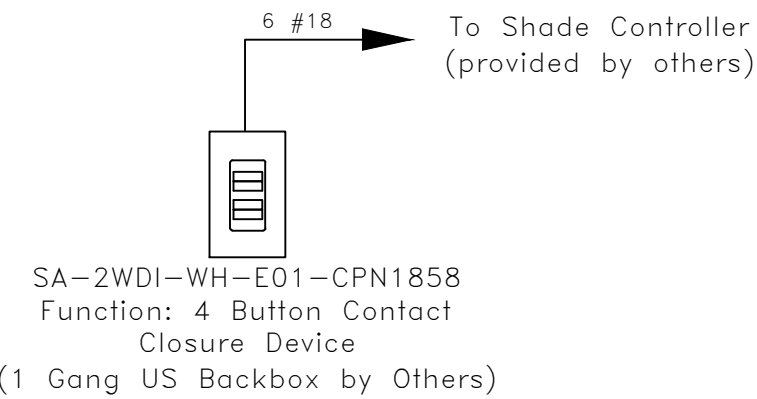 6 #18
To Shade Controller
(provided by others)
SA-2WDI-WH-E01-CPN1858
Function: 4 Button Contact
Closure Device
(1 Gang US Backbox by Others)